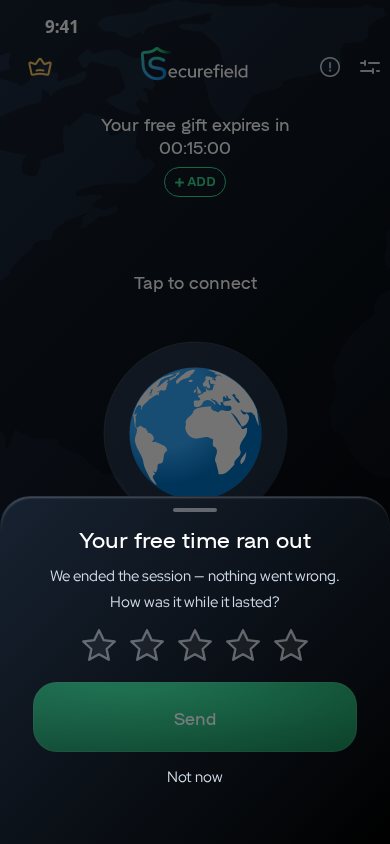 9:41
Securefield
Your free gift expires in
00:15:00
+ ADD
Tap to connect
Your free time ran out
We ended the session — nothing went wrong.
How was it while it lasted?
Send
Not now